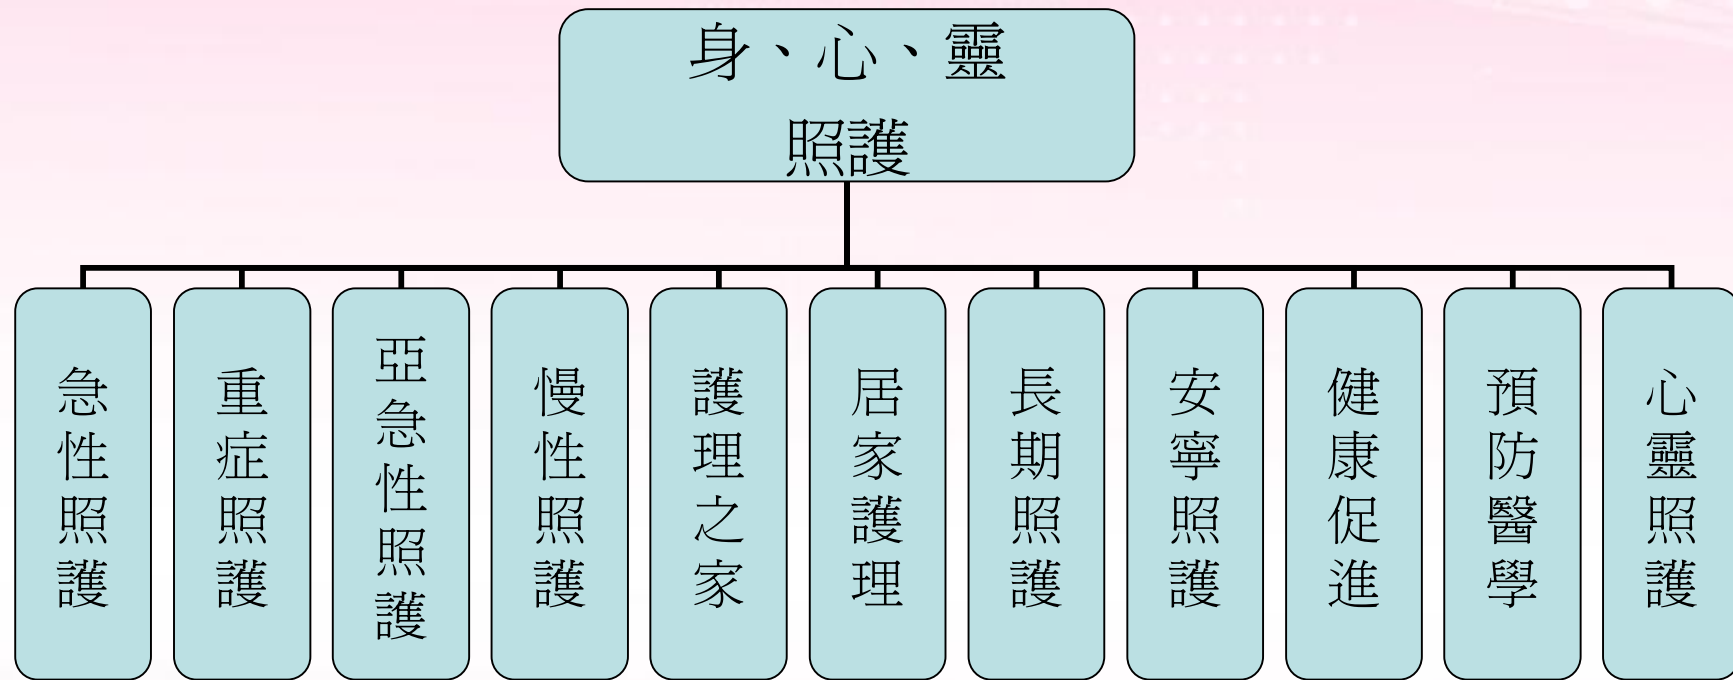 身、心、靈
照護
急性照護
重症照護
亞急性照護
慢性照護
護理之家
居家護理
長期照護
安寧照護
健康促進
預防醫學
心靈照護